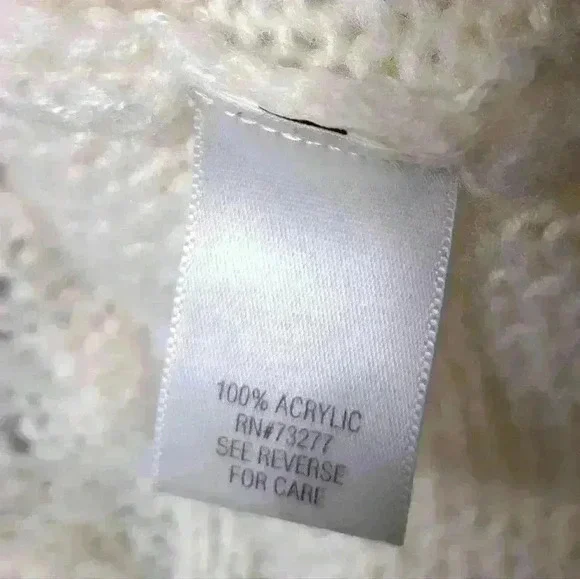 100% ACRYLIC
RN#73277
SEE REVERSE
FOR CARE